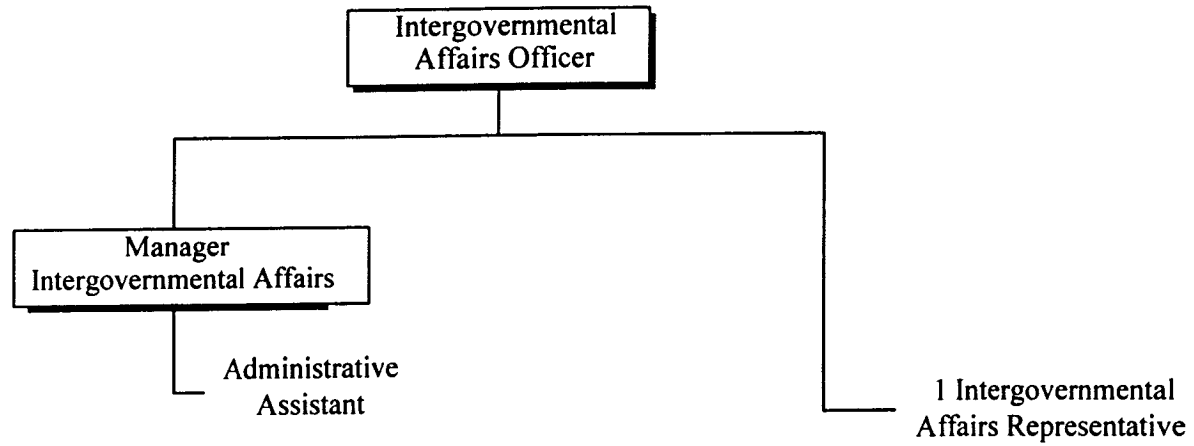 Intergovernmental
Affairs Officer
Manager
Intergovernmental Affairs
Administrative
Assistant
1 Intergovernmental
Affairs Representative